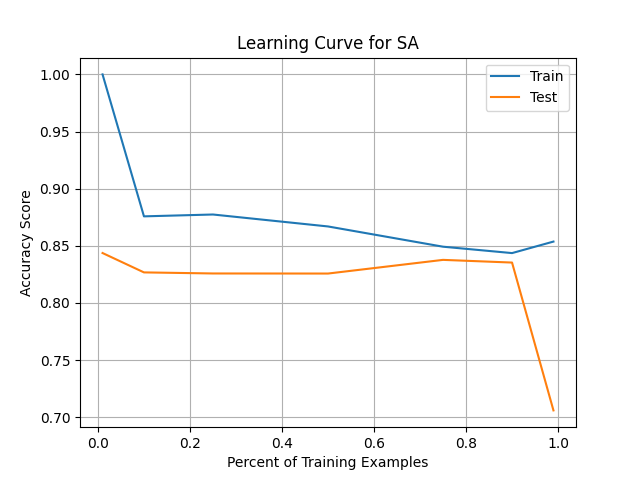 Learning Curve for SA
Train
Test
1.00
0.95
0.90
0.85
0.80
0.75
0.70
Accuracy Score
0.0 0.2 0.4 0.6 0.8 1.0
Percent of Training Examples